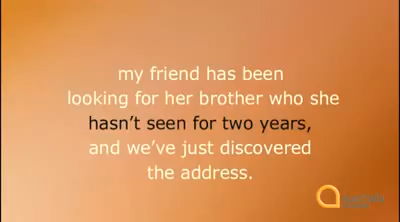 my friend has been
looking for her brother who she
hasn't seen for two years,
and we've just discovered
the address.